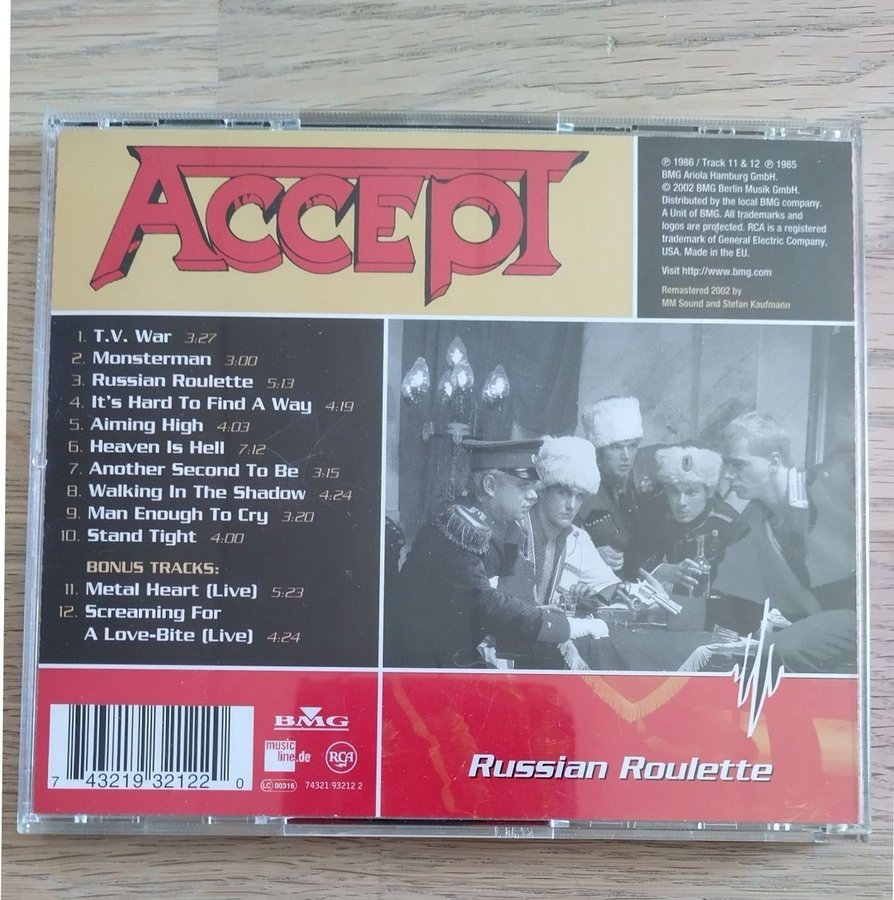 ACCEPT
℗ 1986 / Track 11 & 12 ℗ 1985
BMG Ariola Hamburg GmbH.
© 2002 BMG Berlin Musik GmbH.
Distributed by the local BMG company.
A Unit of BMG. All trademarks and
logos are protected. RCA is a registered
trademark of General Electric Company,
USA. Made in the EU.
Visit http://www.bmg.com
Remastered 2002 by
MM Sound and Stefan Kaufmann
1. T.V. War 3:27
2. Monsterman 3:00
3. Russian Roulette 5:13
4. It's Hard To Find A Way 4:19
5. Aiming High 4:03
6. Heaven Is Hell 7:12
7. Another Second To Be 3:15
8. Walking In The Shadow 4:24
9. Man Enough To Cry 3:20
10. Stand Tight 4:00
BONUS TRACKS:
11. Metal Heart (Live) 5:23
12. Screaming For
A Love-Bite (Live) 4:24
7 43219 32122 0
BMG
music
line.de
RCA
LC 00316
74321 93212 2
Russian Roulette